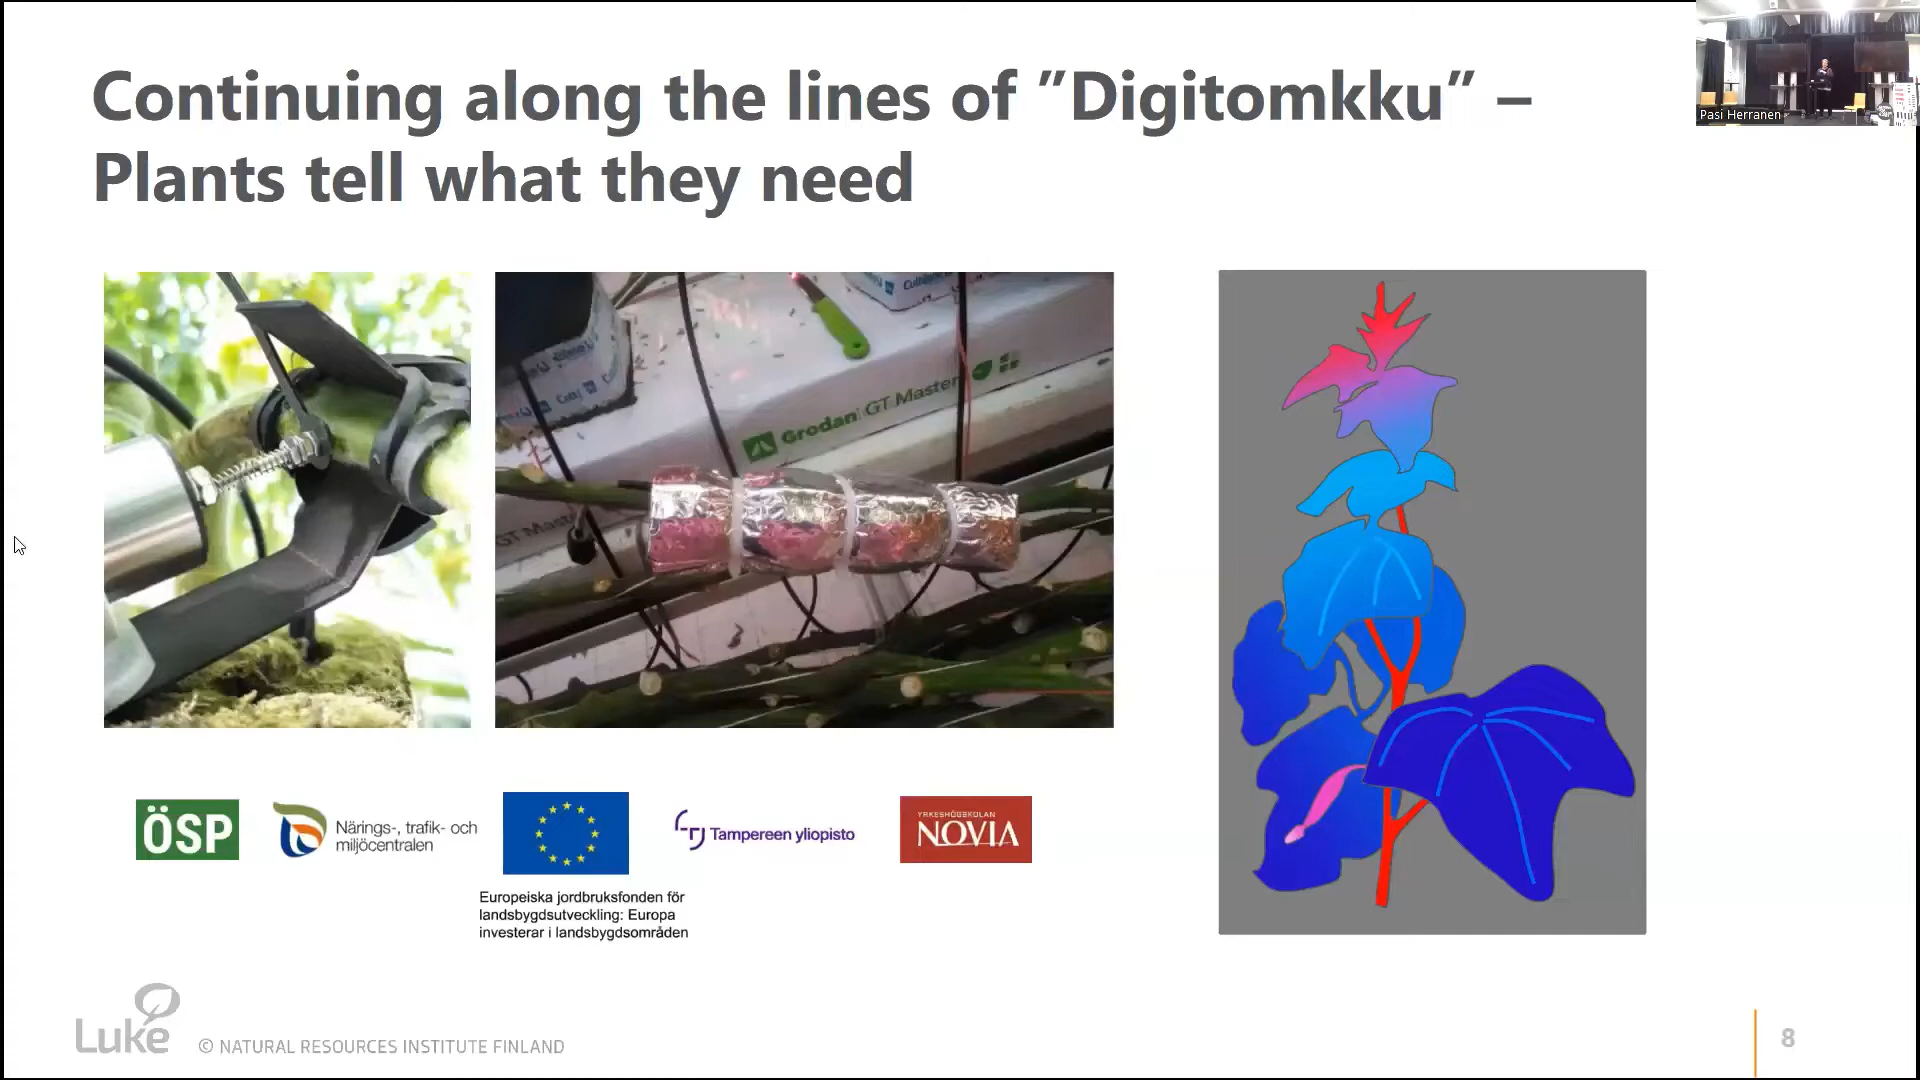 Continuing along the lines of ”Digitomkku” –
Plants tell what they need
Pasi Herranen
Grodan GT Master
GT Mast
ÖSP
Närings-, trafik- och
miljöcentralen
Tampereen yliopisto
YRKESHÖGSKOLAN
NOVIA
Europeiska jordbruksfonden för
landsbygdsutveckling: Europa
investerar i landsbygdsområden
Luke
© NATURAL RESOURCES INSTITUTE FINLAND
8